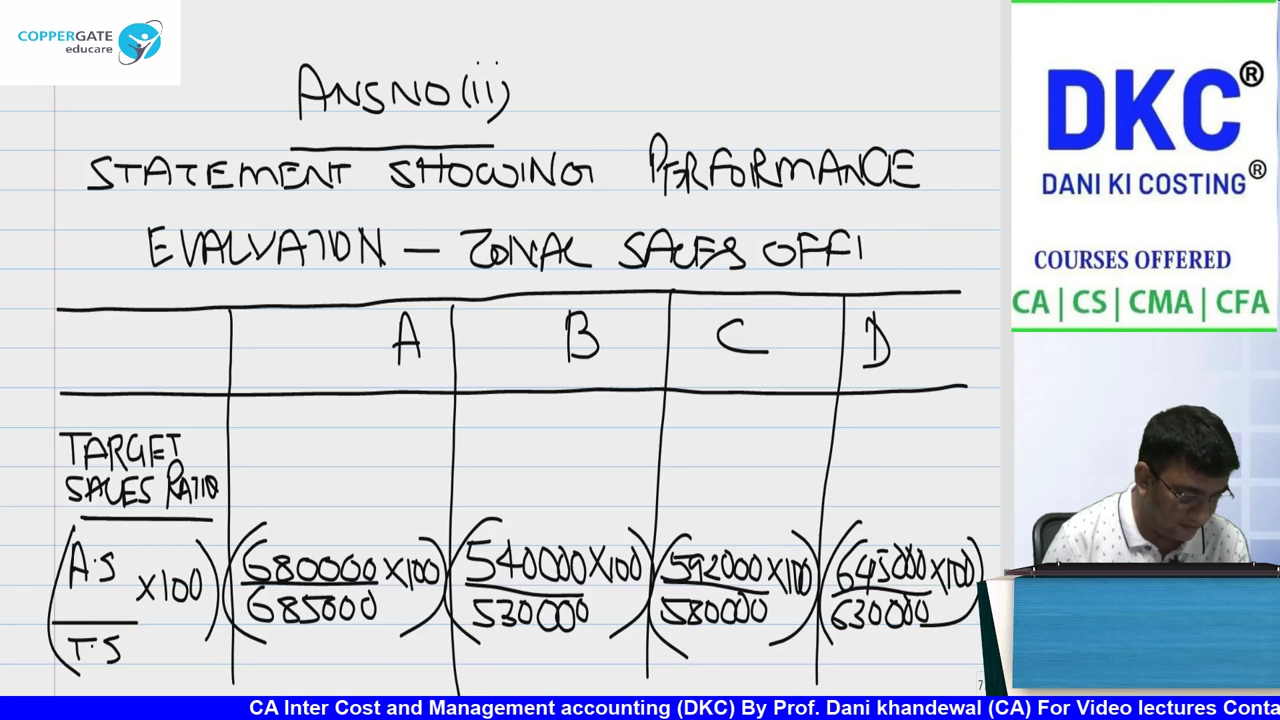 COPPERGATE
educare
ANS NO (ii)
STATEMENT SHOWING PERFORMANCE
EVALUATION — ZONAL SALES OFFI
A B C D
TARGET
SALES RATIO
(A.S/T.S ×100) (680000/685000 ×100) (540000/530000 ×100) (592000/580000 ×100) (645000/630000 ×100)
7
DKC®
DANI KI COSTING®
COURSES OFFERED
CA | CS | CMA | CFA
CA Inter Cost and Management accounting (DKC) By Prof. Dani khandewal (CA) For Video lectures Conta